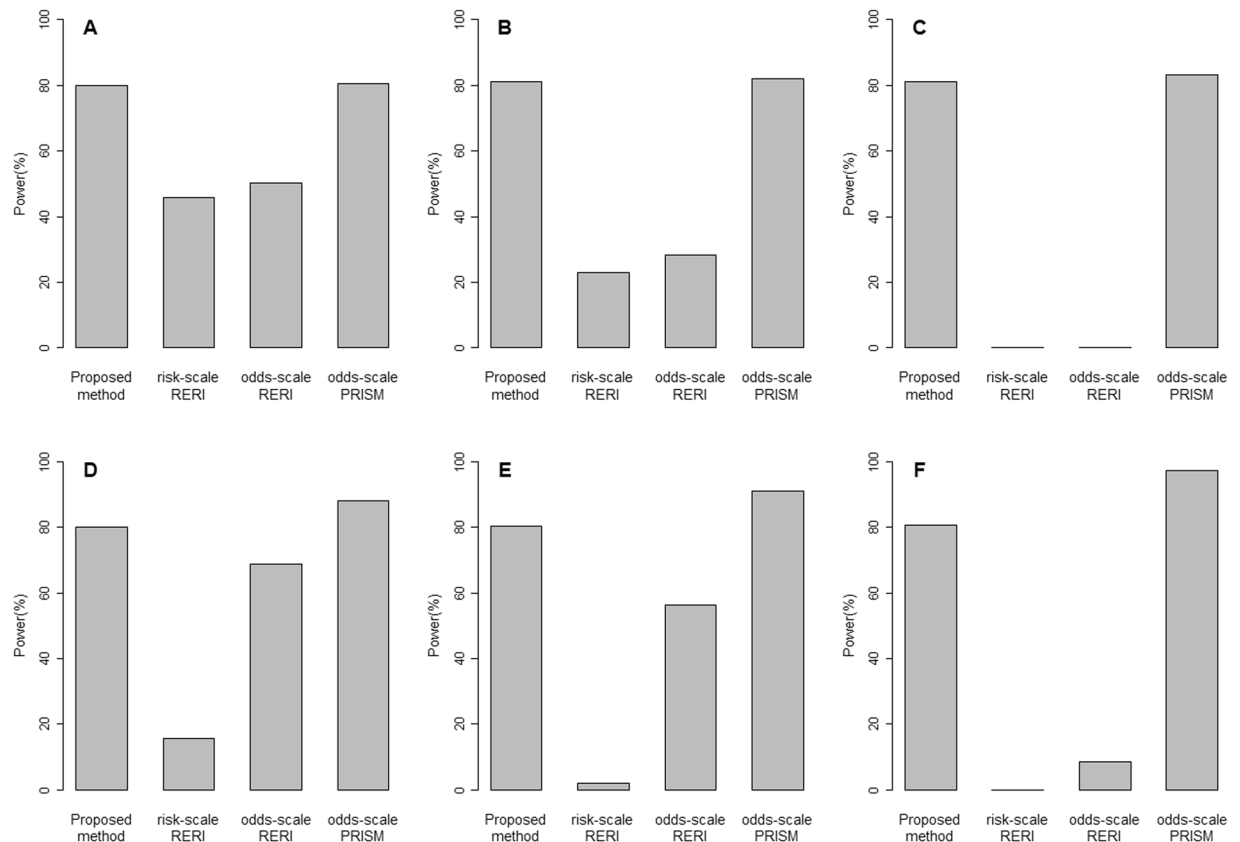 A
Power(%)
100
80
60
40
20
0
Proposed method
risk-scale RERI
odds-scale RERI
odds-scale PRISM
B
Power(%)
100
80
60
40
20
0
Proposed method
risk-scale RERI
odds-scale RERI
odds-scale PRISM
C
Power(%)
100
80
60
40
20
0
Proposed method
risk-scale RERI
odds-scale RERI
odds-scale PRISM
D
Power(%)
100
80
60
40
20
0
Proposed method
risk-scale RERI
odds-scale RERI
odds-scale PRISM
E
Power(%)
100
80
60
40
20
0
Proposed method
risk-scale RERI
odds-scale RERI
odds-scale PRISM
F
Power(%)
100
80
60
40
20
0
Proposed method
risk-scale RERI
odds-scale RERI
odds-scale PRISM